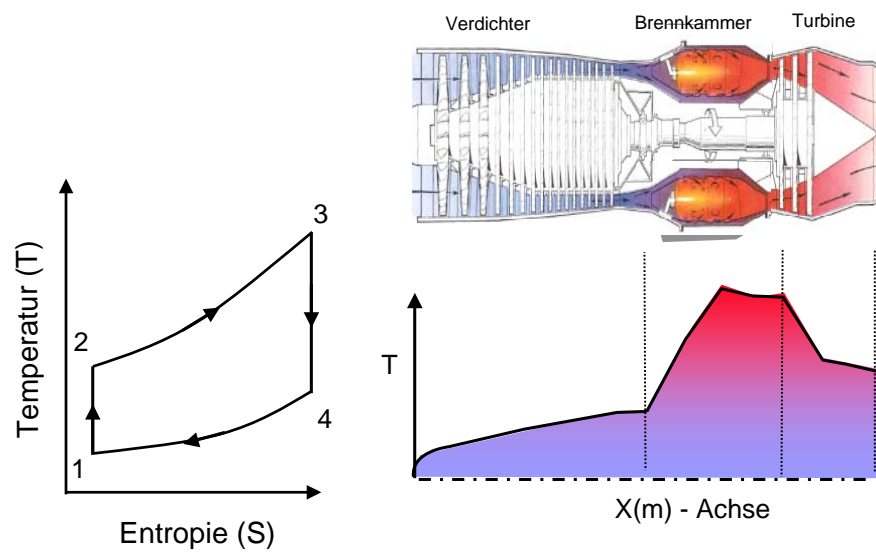 Verdichter Brennkammer Turbine
Temperatur (T)
3
2
4
1
Entropie (S)
T
X(m) - Achse